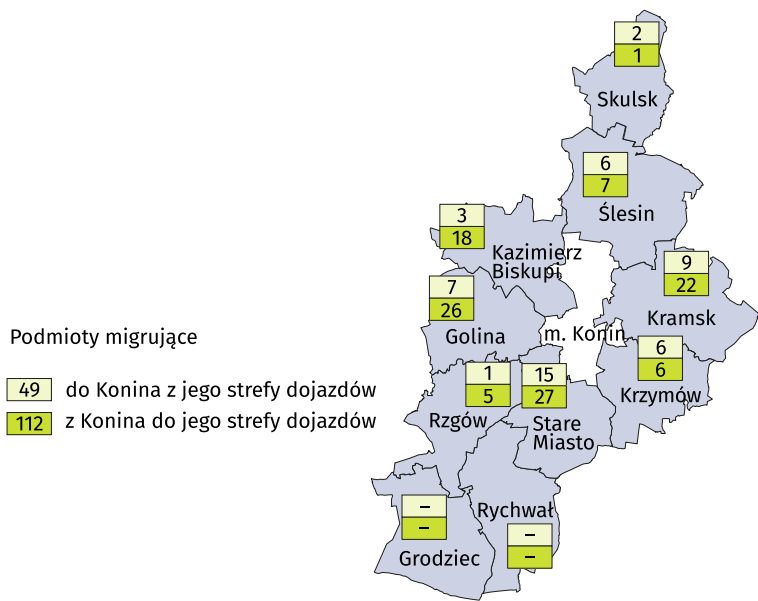 2
1
Skulsk
6
7
Ślesin
3
18
Kazimierz
Biskupi
9
22
Kramsk
7
26
Golina
m. Konin
6
6
Krzymów
1
5
Rzgów
15
27
Stare
Miasto
–
–
Grodziec
Rychwał
–
–
Podmioty migrujące
49 do Konina z jego strefy dojazdów
112 z Konina do jego strefy dojazdów